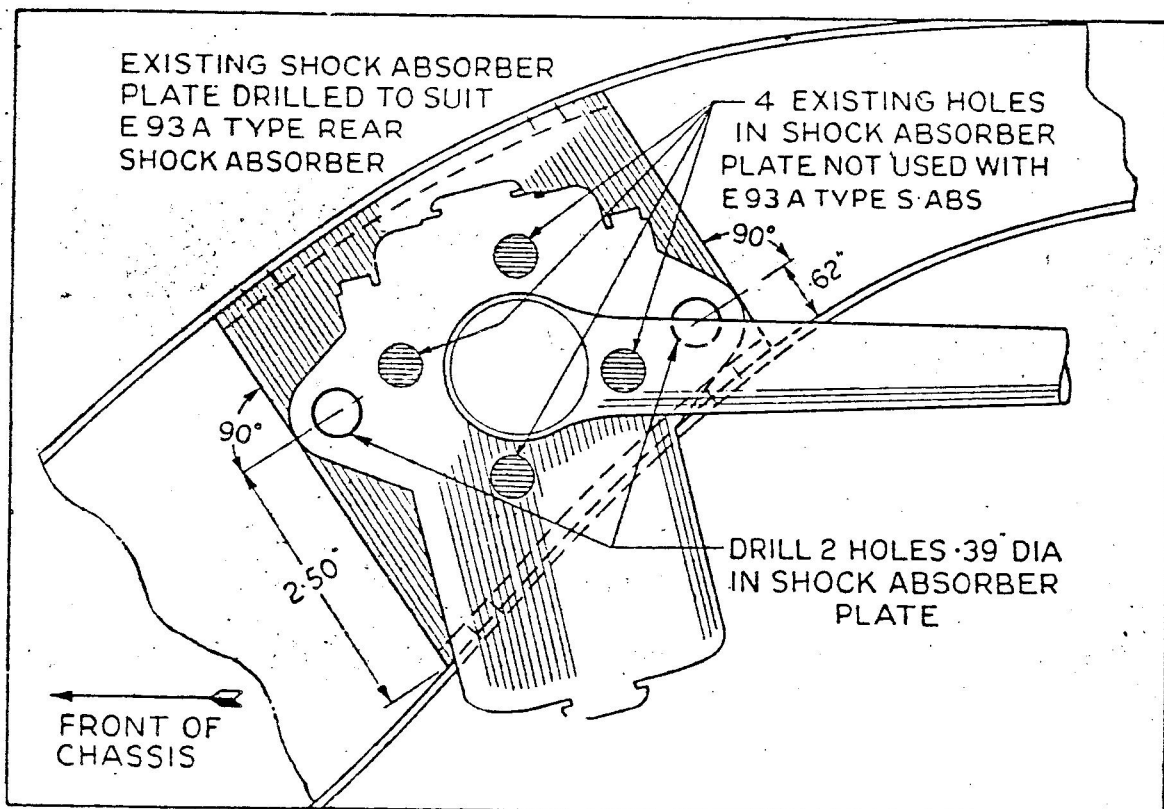 EXISTING SHOCK ABSORBER
PLATE DRILLED TO SUIT
E93A TYPE REAR
SHOCK ABSORBER
4 EXISTING HOLES
IN SHOCK ABSORBER
PLATE NOT USED WITH
E93A TYPE S·ABS
90°
·62"
90°
2·50"
DRILL 2 HOLES ·39" DIA
IN SHOCK ABSORBER
PLATE
FRONT OF
CHASSIS